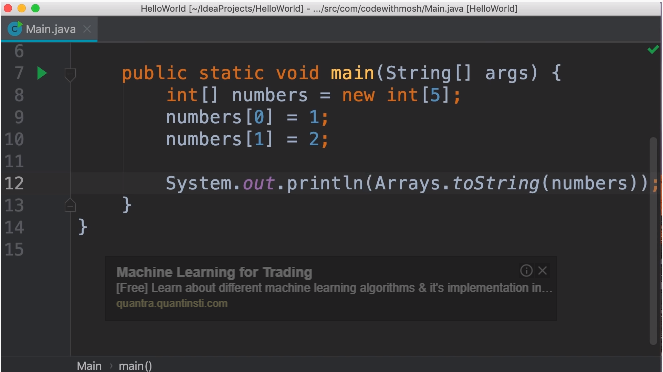 HelloWorld [~/IdeaProjects/HelloWorld] - .../src/com/codewithmosh/Main.java [HelloWorld]
Main.java
6
7 public static void main(String[] args) {
8 int[] numbers = new int[5];
9 numbers[0] = 1;
10 numbers[1] = 2;
11
12 System.out.println(Arrays.toString(numbers));
13 }
14 }
15
Machine Learning for Trading
[Free] Learn about different machine learning algorithms & it's implementation in...
quantra.quantinsti.com
Main › main()